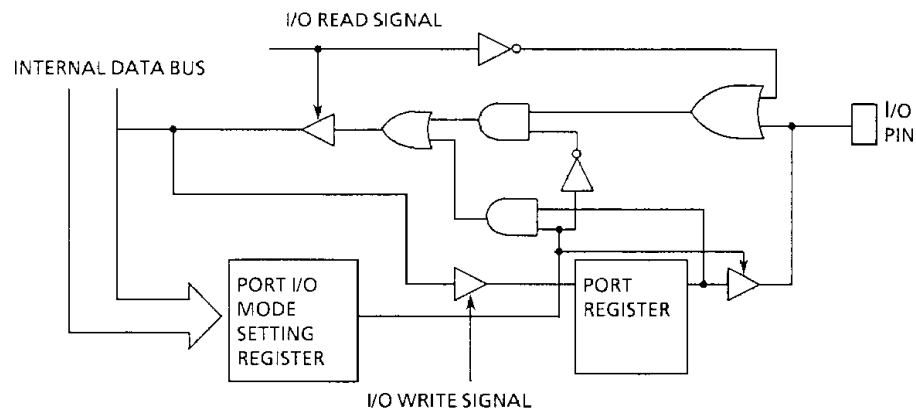 I/O READ SIGNAL
INTERNAL DATA BUS
I/O
PIN
PORT I/O
MODE
SETTING
REGISTER
PORT
REGISTER
I/O WRITE SIGNAL